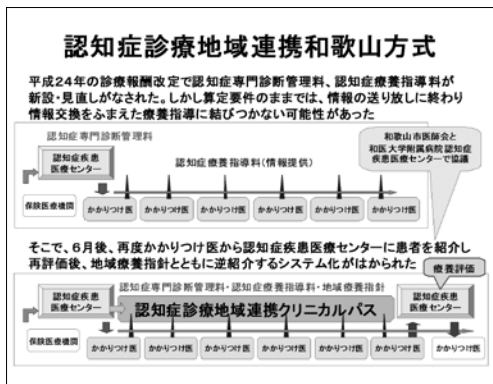 認知症診療地域連携和歌山方式
平成24年の診療報酬改定で認知症専門診断管理料、認知症療養指導料が
新設・見直しがなされた。しかし算定要件のままでは、情報の送り放しに終わり
情報交換をふまえた療養指導に結びつかない可能性があった
認知症専門診断管理料
和歌山市医師会と
和医大学附属病院認知症
疾患医療センターで協議
認知症疾患
医療センター
認知症療養指導料(情報提供)
保険医療機関
かかりつけ医
かかりつけ医
かかりつけ医
かかりつけ医
かかりつけ医
かかりつけ医
そこで、6月後、再度かかりつけ医から認知症疾患医療センターに患者を紹介し
再評価後、地域療養指針とともに逆紹介するシステム化がはかられた
療養評価
認知症専門診断管理料・認知症療養指導料・地域療養指針
認知症疾患
医療センター
認知症診療地域連携クリニカルパス
認知症疾患
医療センター
保険医療機関
かかりつけ医
かかりつけ医
かかりつけ医
かかりつけ医
かかりつけ医
かかりつけ医
かかりつけ医